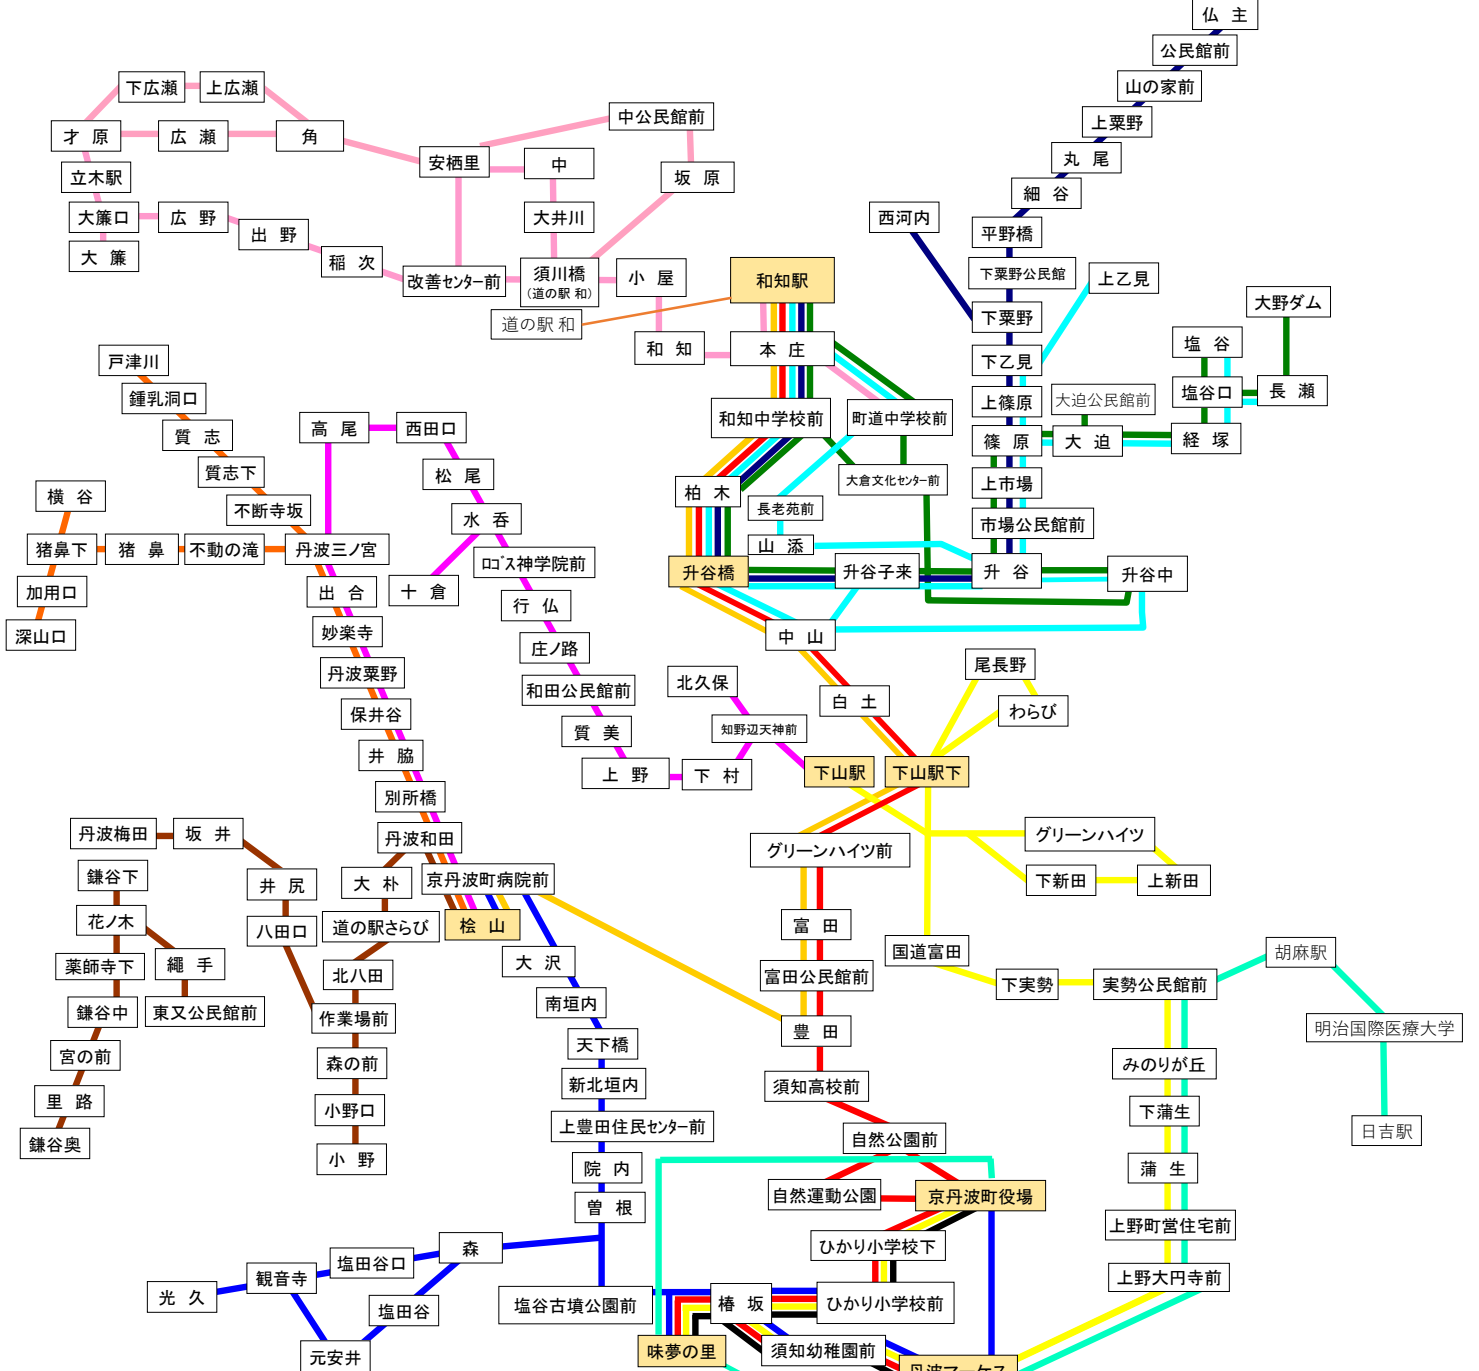 仏 主
公民館前
山の家前
上粟野
丸 尾
細 谷
平野橋
下粟野公民館
下粟野
西河内
上乙見
下乙見
上篠原
篠 原
上市場
市場公民館前
升 谷
大野ダム
塩 谷
塩谷口
長 瀬
大迫公民館前
大 迫
経 塚
下広瀬
上広瀬
才 原
広 瀬
角
立木駅
大簾口
大 簾
広 野
出 野
稲 次
改善センター前
安栖里
中公民館前
中
坂 原
大井川
須川橋
(道の駅 和)
小 屋
道の駅 和
和 知
和知駅
本 庄
和知中学校前
町道中学校前
柏 木
大倉文化センター前
長老苑前
山 添
升谷橋
升谷子来
升谷中
中 山
白 土
戸津川
鍾乳洞口
質 志
質志下
不断寺坂
横 谷
猪鼻下
猪 鼻
不動の滝
丹波三ノ宮
加用口
深山口
高 尾
西田口
松 尾
水 呑
十 倉
ロゴス神学院前
行 仏
庄ノ路
和田公民館前
質 美
上 野
下 村
知野辺天神前
北久保
下山駅
下山駅下
尾長野
わらび
出 合
妙楽寺
丹波粟野
保井谷
井 脇
別所橋
丹波和田
京丹波町病院前
桧 山
大 朴
道の駅さらび
北八田
作業場前
森の前
小野口
小 野
丹波梅田
坂 井
井 尻
八田口
鎌谷下
花ノ木
薬師寺下
繩 手
鎌谷中
東又公民館前
宮の前
里 路
鎌谷奥
グリーンハイツ前
グリーンハイツ
下新田
上新田
富 田
富田公民館前
豊 田
須知高校前
自然公園前
自然運動公園
京丹波町役場
国道富田
下実勢
実勢公民館前
胡麻駅
明治国際医療大学
日吉駅
みのりが丘
下蒲生
蒲 生
上野町営住宅前
上野大円寺前
大 沢
南垣内
天下橋
新北垣内
上豊田住民センター前
院 内
曽 根
森
塩田谷口
観音寺
光 久
塩田谷
元安井
塩谷古墳公園前
ひかり小学校下
ひかり小学校前
椿 坂
味夢の里
須知幼稚園前
丹波マーケス